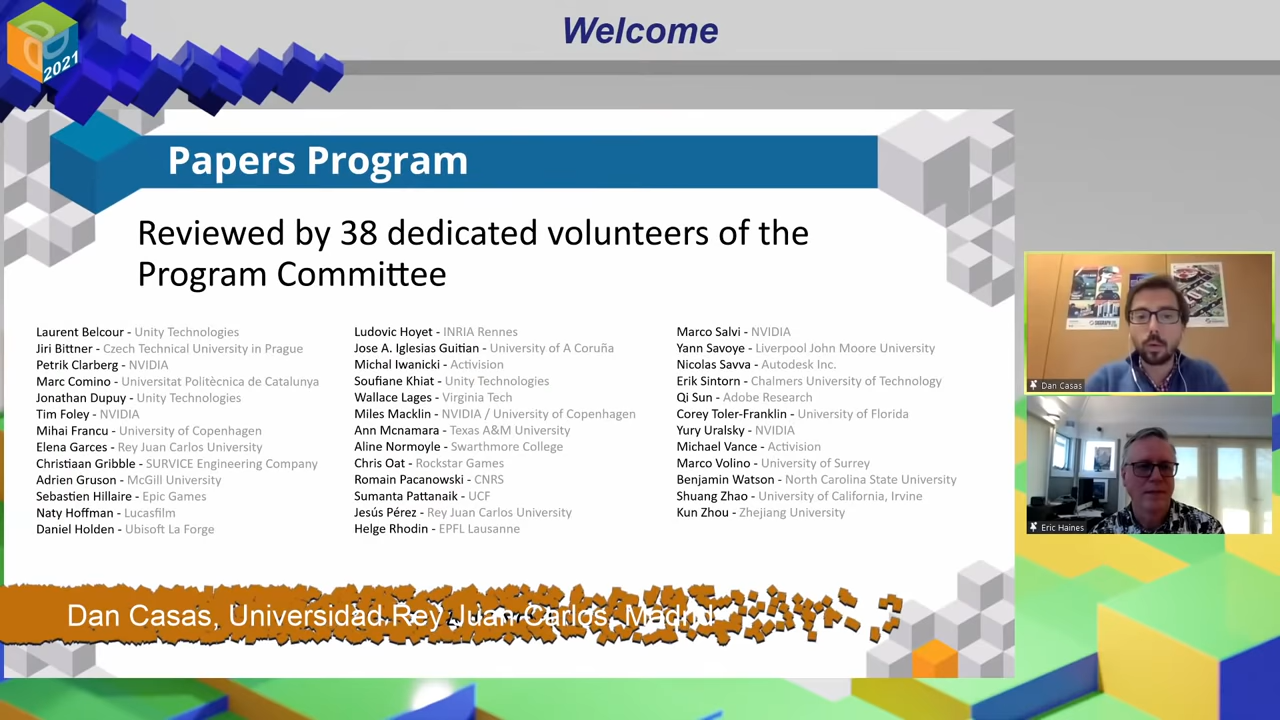 Welcome
2021
Papers Program
Reviewed by 38 dedicated volunteers of the
Program Committee
Laurent Belcour - Unity Technologies
Jiri Bittner - Czech Technical University in Prague
Petrik Clarberg - NVIDIA
Marc Comino - Universitat Politècnica de Catalunya
Jonathan Dupuy - Unity Technologies
Tim Foley - NVIDIA
Mihai Francu - University of Copenhagen
Elena Garces - Rey Juan Carlos University
Christiaan Gribble - SURVICE Engineering Company
Adrien Gruson - McGill University
Sebastien Hillaire - Epic Games
Naty Hoffman - Lucasfilm
Daniel Holden - Ubisoft La Forge
Ludovic Hoyet - INRIA Rennes
Jose A. Iglesias Guitian - University of A Coruña
Michal Iwanicki - Activision
Soufiane Khiat - Unity Technologies
Wallace Lages - Virginia Tech
Miles Macklin - NVIDIA / University of Copenhagen
Ann Mcnamara - Texas A&M University
Aline Normoyle - Swarthmore College
Chris Oat - Rockstar Games
Romain Pacanowski - CNRS
Sumanta Pattanaik - UCF
Jesús Pérez - Rey Juan Carlos University
Helge Rhodin - EPFL Lausanne
Marco Salvi - NVIDIA
Yann Savoye - Liverpool John Moore University
Nicolas Savva - Autodesk Inc.
Erik Sintorn - Chalmers University of Technology
Qi Sun - Adobe Research
Corey Toler-Franklin - University of Florida
Yury Uralsky - NVIDIA
Michael Vance - Activision
Marco Volino - University of Surrey
Benjamin Watson - North Carolina State University
Shuang Zhao - University of California, Irvine
Kun Zhou - Zhejiang University
Dan Casas
Eric Haines
Dan Casas, Universidad Rey Juan Carlos, Madrid